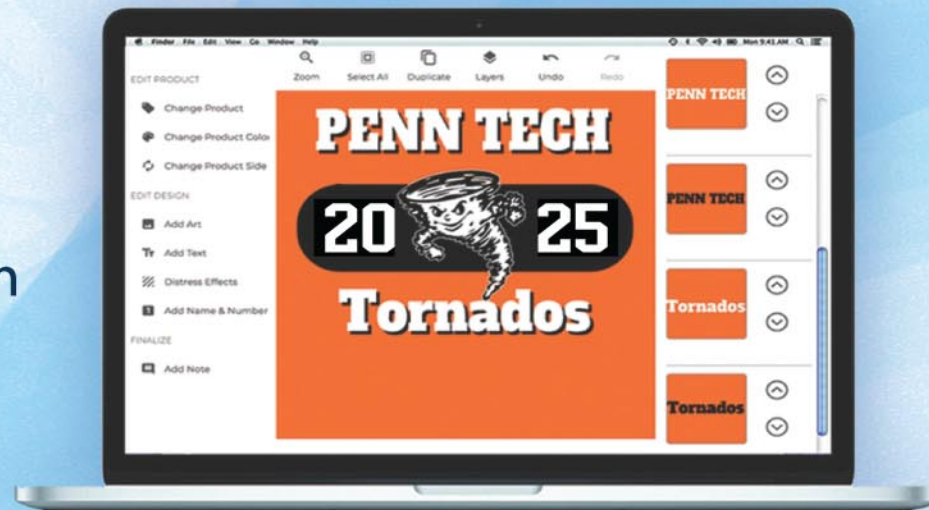 Finder File Edit View Go Window Help
Mon 9:41 AM
Zoom Select All Duplicate Layers Undo Redo
EDIT PRODUCT
Change Product
Change Product Color
Change Product Side
EDIT DESIGN
Add Art
Add Text
Distress Effects
Add Name & Number
FINALIZE
Add Note
PENN TECH
20 25
Tornados
PENN TECH
PENN TECH
Tornados
Tornados